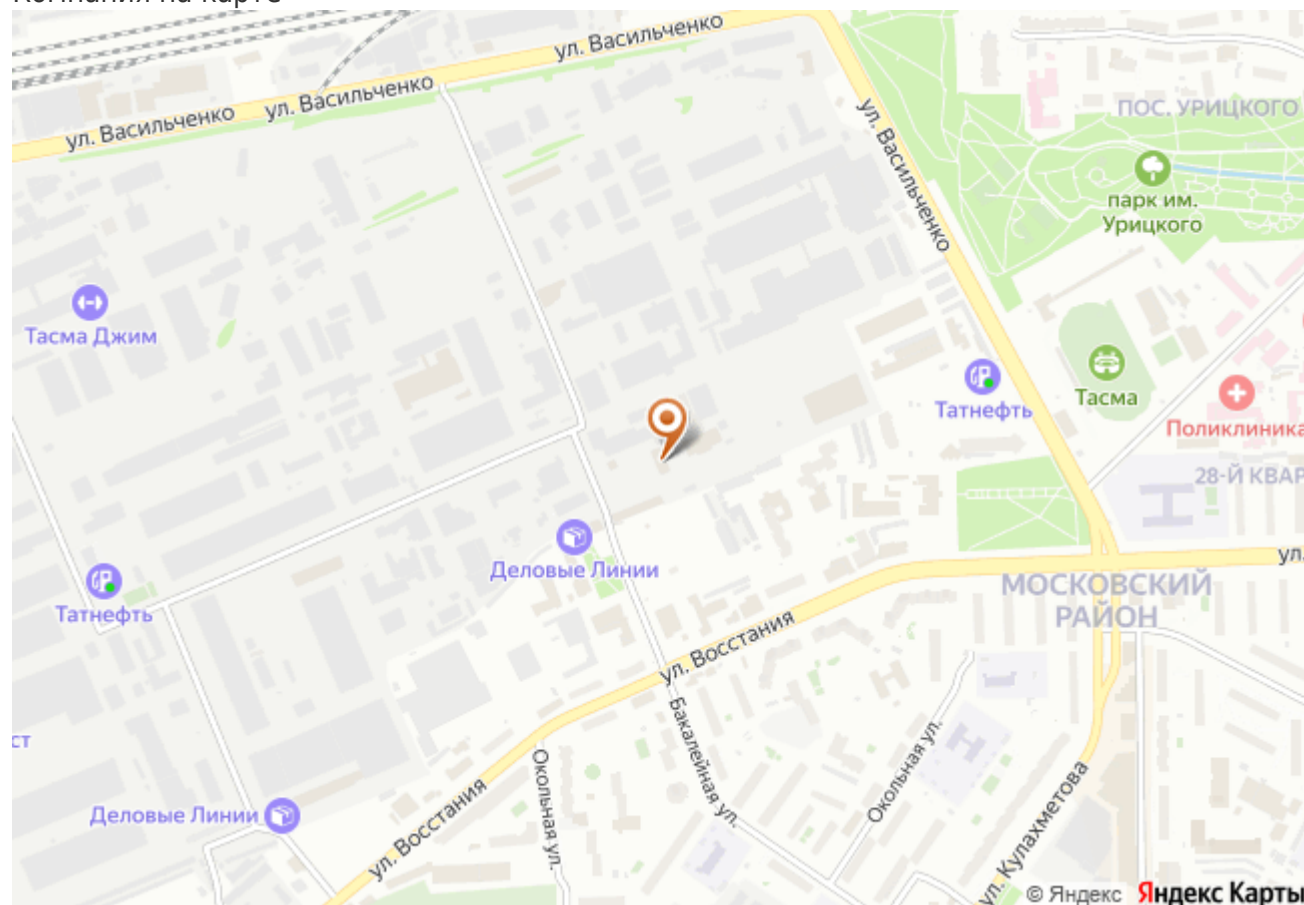 ул. Васильченко
ул. Васильченко
ул. Васильченко
ул. Васильченко
ПОС. УРИЦКОГО
парк им.
Урицкого
Тасма Джим
Татнефть
Тасма
Поликлиника
28-Й КВАР
Деловые Линии
Татнефть
ул.
МОСКОВСКИЙ
РАЙОН
ул. Восстания
Бакалейная ул.
Окольная ул.
Окольная ул.
ст
Деловые Линии
ул. Восстания
ул. Кулахметова
© Яндекс Яндекс Карты